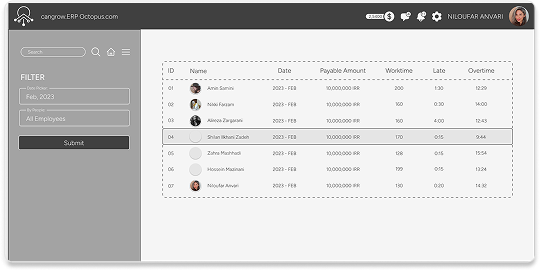 cangrow.ERP Octopus.com
NILOUFAR ANVARI
Search
FILTER
Date Picker
Feb, 2023
By People
All Employees
Submit
ID Name Date Payable Amount Worktime Late Overtime
01 Amin Samini 2023 - FEB 10,000,000 IRR 200 1:30 12:29
02 Nikki Farzam 2023 - FEB 10,000,000 IRR 160 0:30 14:00
03 Alireza Zargarani 2023 - FEB 10,000,000 IRR 160 4:00 12:43
04 Shilan Ilkhani Zadeh 2023 - FEB 10,000,000 IRR 170 0:15 9:44
05 Zahra Mashhadi 2023 - FEB 10,000,000 IRR 128 0:15 15:54
06 Hossein Mazinani 2023 - FEB 10,000,000 IRR 199 0:15 13:24
07 Niloufar Anvari 2023 - FEB 10,000,000 IRR 130 0:20 14:32